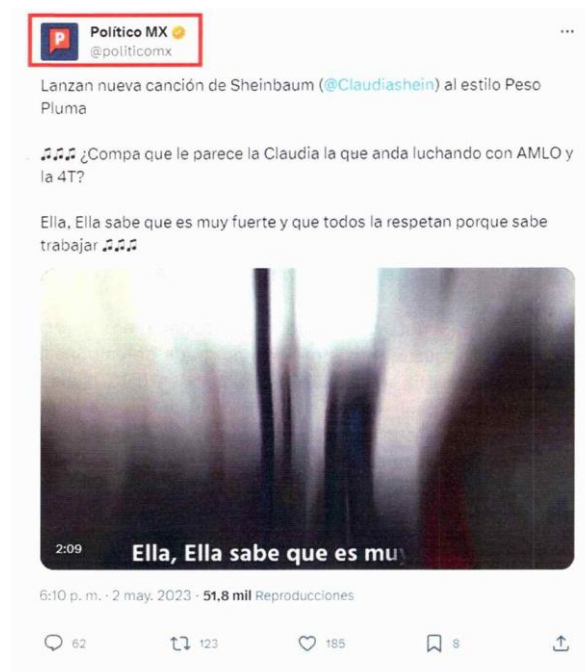 Político MX
@politicomx
Lanzan nueva canción de Sheinbaum (@Claudiashein) al estilo Peso
Pluma
🎵🎵🎵 ¿Compa que le parece la Claudia la que anda luchando con AMLO y
la 4T?
Ella, Ella sabe que es muy fuerte y que todos la respetan porque sabe
trabajar 🎵🎵🎵
2:09
Ella, Ella sabe que es muy
6:10 p. m. · 2 may. 2023 · 51,8 mil Reproducciones
62 123 185 8